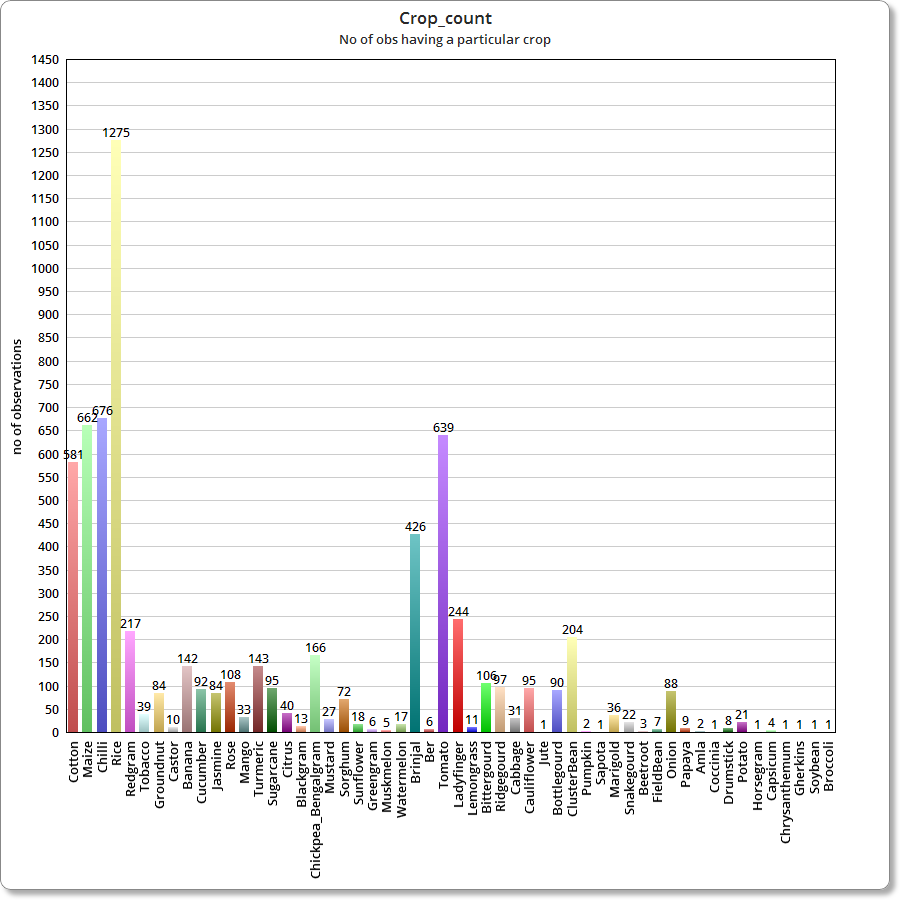 Crop_count
No of obs having a particular crop
no of observations
1450
1400
1350
1300
1250
1200
1150
1100
1050
1000
950
900
850
800
750
700
650
600
550
500
450
400
350
300
250
200
150
100
50
0
581
662
676
1275
217
39
84
10
142
92
84
108
33
143
95
40
13
166
27
72
18
6
5
17
426
6
639
244
11
106
97
31
95
1
90
204
2
1
36
22
3
7
88
9
2
1
8
21
1
4
1
1
1
1
Cotton
Maize
Chilli
Rice
Redgram
Tobacco
Groundnut
Castor
Banana
Cucumber
Jasmine
Rose
Mango
Turmeric
Sugarcane
Citrus
Blackgram
Chickpea_Bengalgram
Mustard
Sorghum
Sunflower
Greengram
Muskmelon
Watermelon
Brinjal
Ber
Tomato
Ladyfinger
Lemongrass
Bittergourd
Ridgegourd
Cabbage
Cauliflower
Jute
Bottlegourd
ClusterBean
Pumpkin
Sapota
Marigold
Snakegourd
Beetroot
FieldBean
Onion
Papaya
Amla
Coccinia
Drumstick
Potato
Horsegram
Capsicum
Chrysanthemum
Gherkins
Soybean
Broccoli